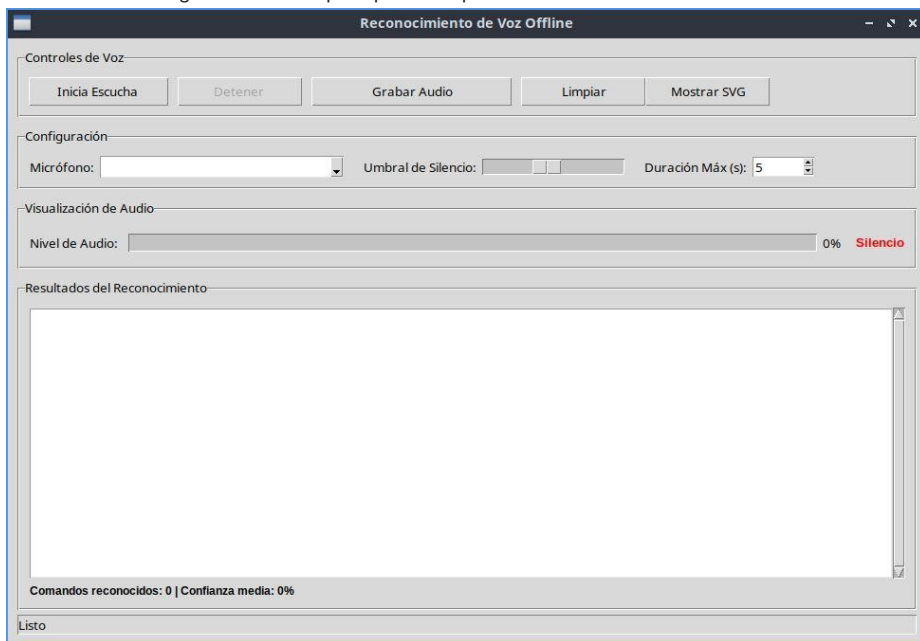 Reconocimiento de Voz Offline
Controles de Voz
Inicia Escucha Detener Grabar Audio Limpiar Mostrar SVG
Configuración
Micrófono: Umbral de Silencio: Duración Máx (s): 5
Visualización de Audio
Nivel de Audio: 0% Silencio
Resultados del Reconocimiento
Comandos reconocidos: 0 | Confianza media: 0%
Listo